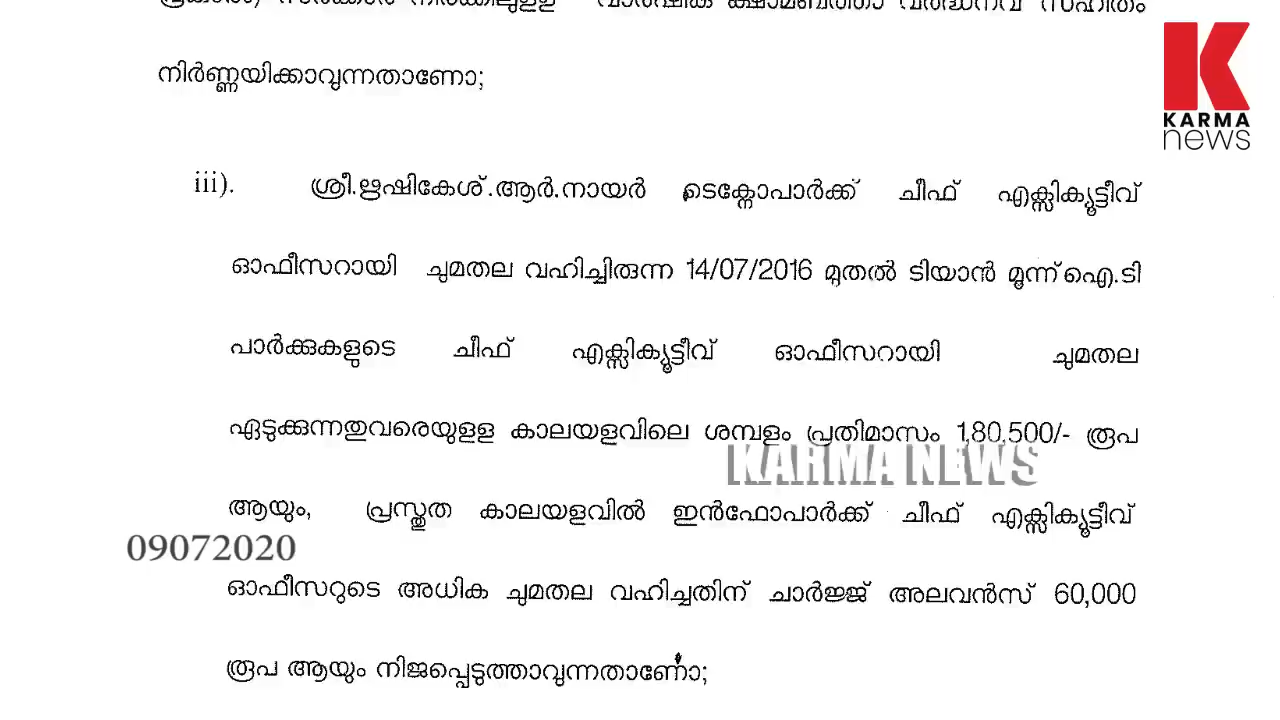 നിർണ്ണയിക്കാവുന്നതാണോ;
K
KARMA
news
iii). ശ്രീ.ഋഷികേശ്.ആർ.നായർ ടെക്നോപാർക്ക് ചീഫ് എക്സിക്യൂട്ടീവ്
ഓഫീസറായി ചുമതല വഹിച്ചിരുന്ന 14/07/2016 മുതൽ ടിയാൻ മൂന്ന് ഐ.ടി
പാർക്കുകളുടെ ചീഫ് എക്സിക്യൂട്ടീവ് ഓഫീസറായി ചുമതല
ഏടുക്കുന്നതുവരെയുളള കാലയളവിലെ ശമ്പളം പ്രതിമാസം 1,80,500/- രൂപ
KARMA NEWS
ആയും, പ്രസ്തുത കാലയളവിൽ ഇൻഫോപാർക്ക് ചീഫ് എക്സിക്യൂട്ടീവ്
09072020
ഓഫീസറുടെ അധിക ചുമതല വഹിച്ചതിന് ചാർജ്ജ് അലവൻസ് 60,000
രൂപ ആയും നിജപ്പെടുത്താവുന്നതാണോ;